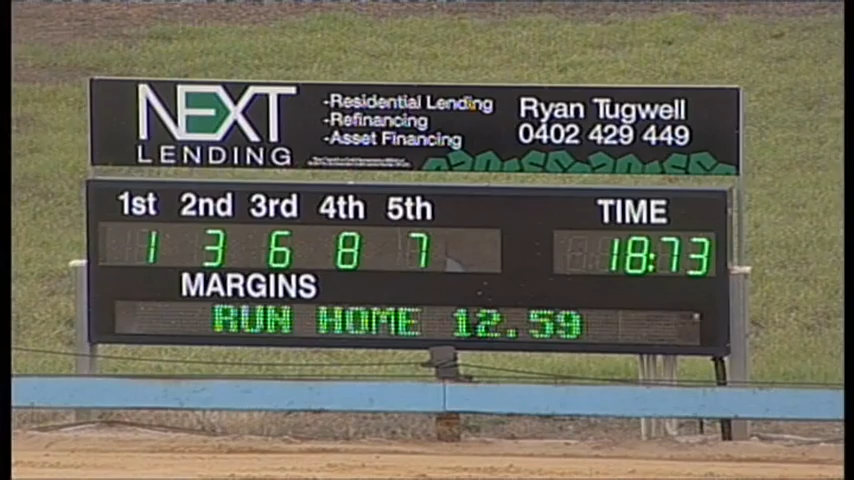 NEXT
LENDING
-Residential Lending
-Refinancing
-Asset Financing
Ryan Tugwell
0402 429 449
1st 2nd 3rd 4th 5th
TIME
1 3 6 8 7
18:73
MARGINS
RUN HOME 12.59